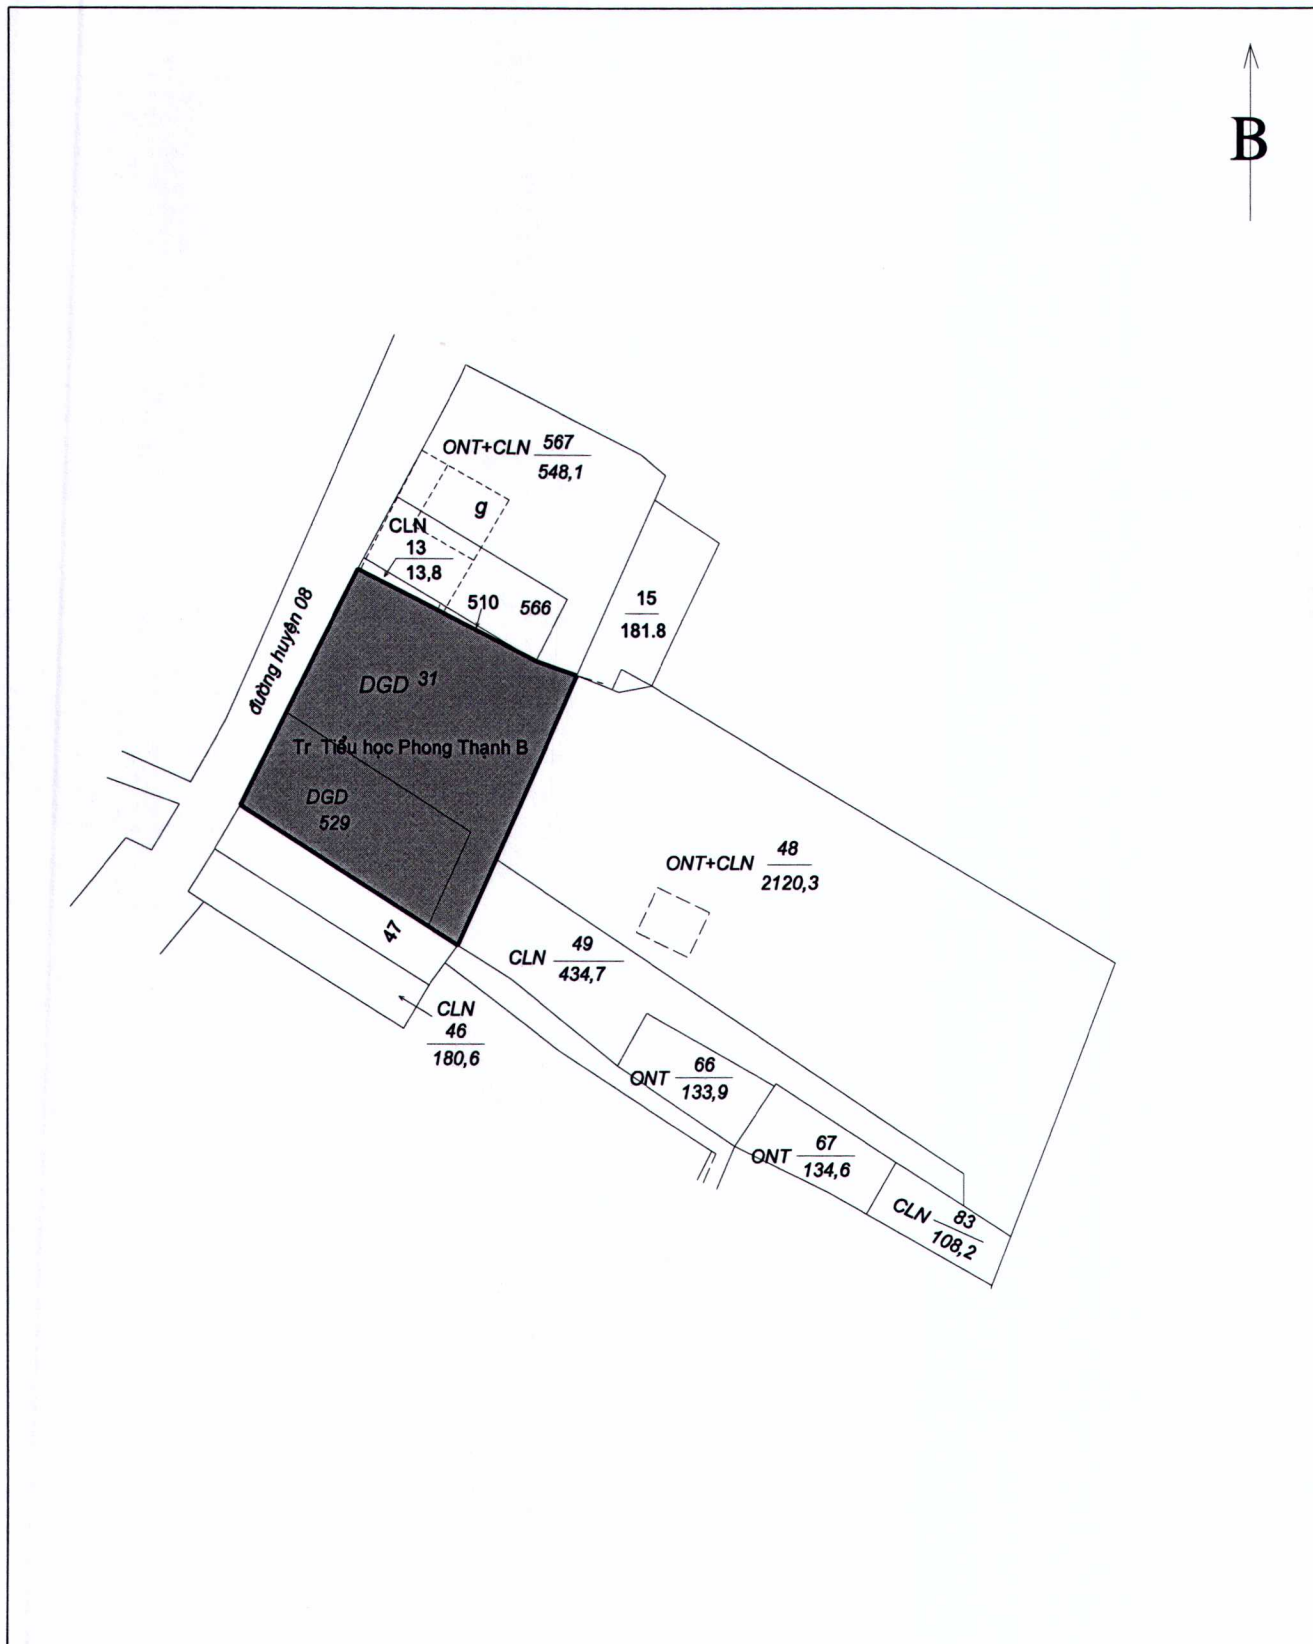 B
ONT+CLN 567
548,1
g
CLN
13
13,8
510 566
15
181.8
đường huyện 08
DGD 31
Tr Tiểu học Phong Thạnh B
DGD
529
ONT+CLN 48
2120,3
47
CLN 49
434,7
CLN
46
180,6
ONT 66
133,9
ONT 67
134,6
CLN 83
108,2